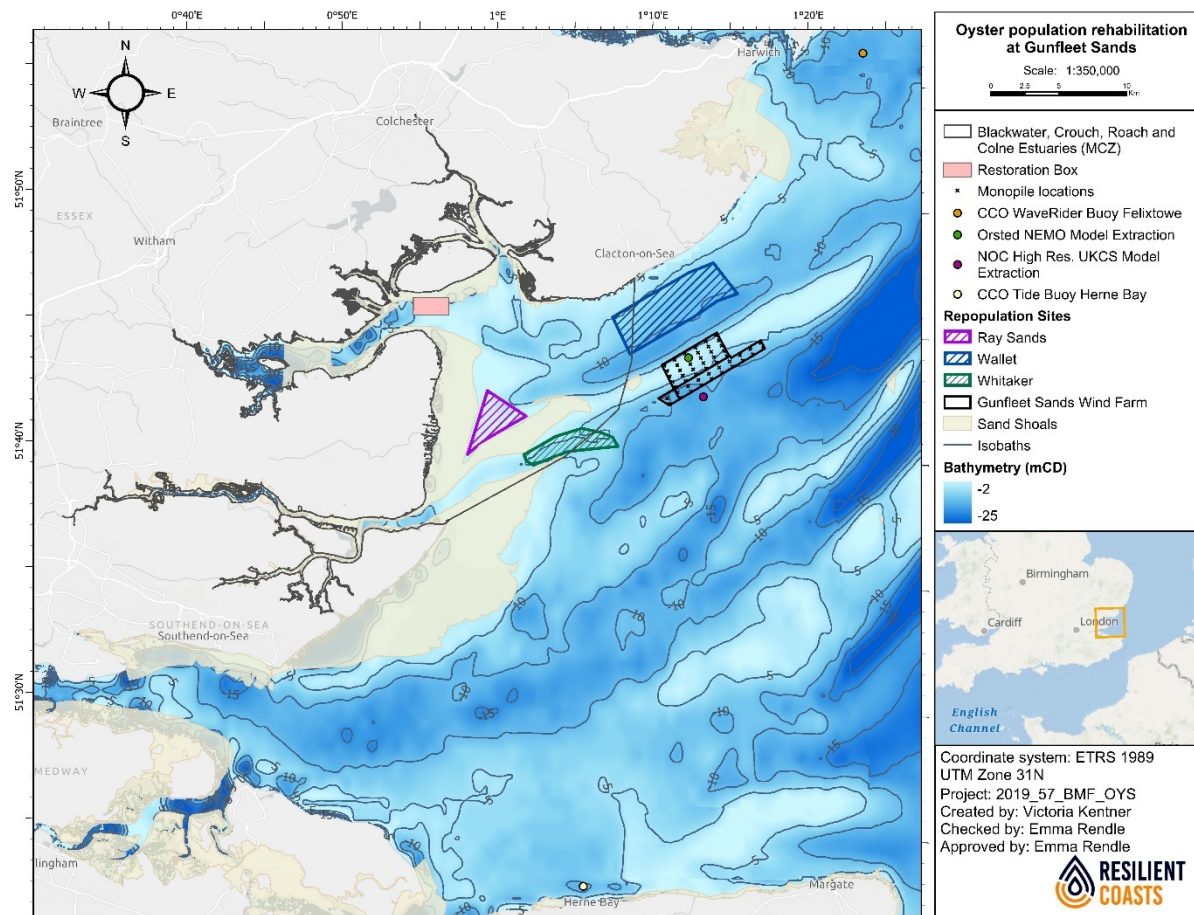 0°40'E
0°50'E
1°E
1°10'E
1°20'E
N
W
E
S
Harwich
Braintree
Colchester
51°50'N
ESSEX
Witham
Clacton-on-Sea
51°40'N
SOUTHEND-ON-SEA
Southend-on-Sea
51°30'N
MEDWAY
llingham
Herne Bay
Margate
Oyster population rehabilitation
at Gunfleet Sands
Scale: 1:350,000
0
2.5
5
10
Km
Blackwater, Crouch, Roach and
Colne Estuaries (MCZ)
Restoration Box
Monopile locations
CCO WaveRider Buoy Felixtowe
Orsted NEMO Model Extraction
NOC High Res. UKCS Model
Extraction
CCO Tide Buoy Herne Bay
Repopulation Sites
Ray Sands
Wallet
Whitaker
Gunfleet Sands Wind Farm
Sand Shoals
Isobaths
Bathymetry (mCD)
-2
-25
Birmingham
Cardiff
London
English
Channel
Coordinate system: ETRS 1989
UTM Zone 31N
Project: 2019_57_BMF_OYS
Created by: Victoria Kentner
Checked by: Emma Rendle
Approved by: Emma Rendle
RESILIENT
COASTS